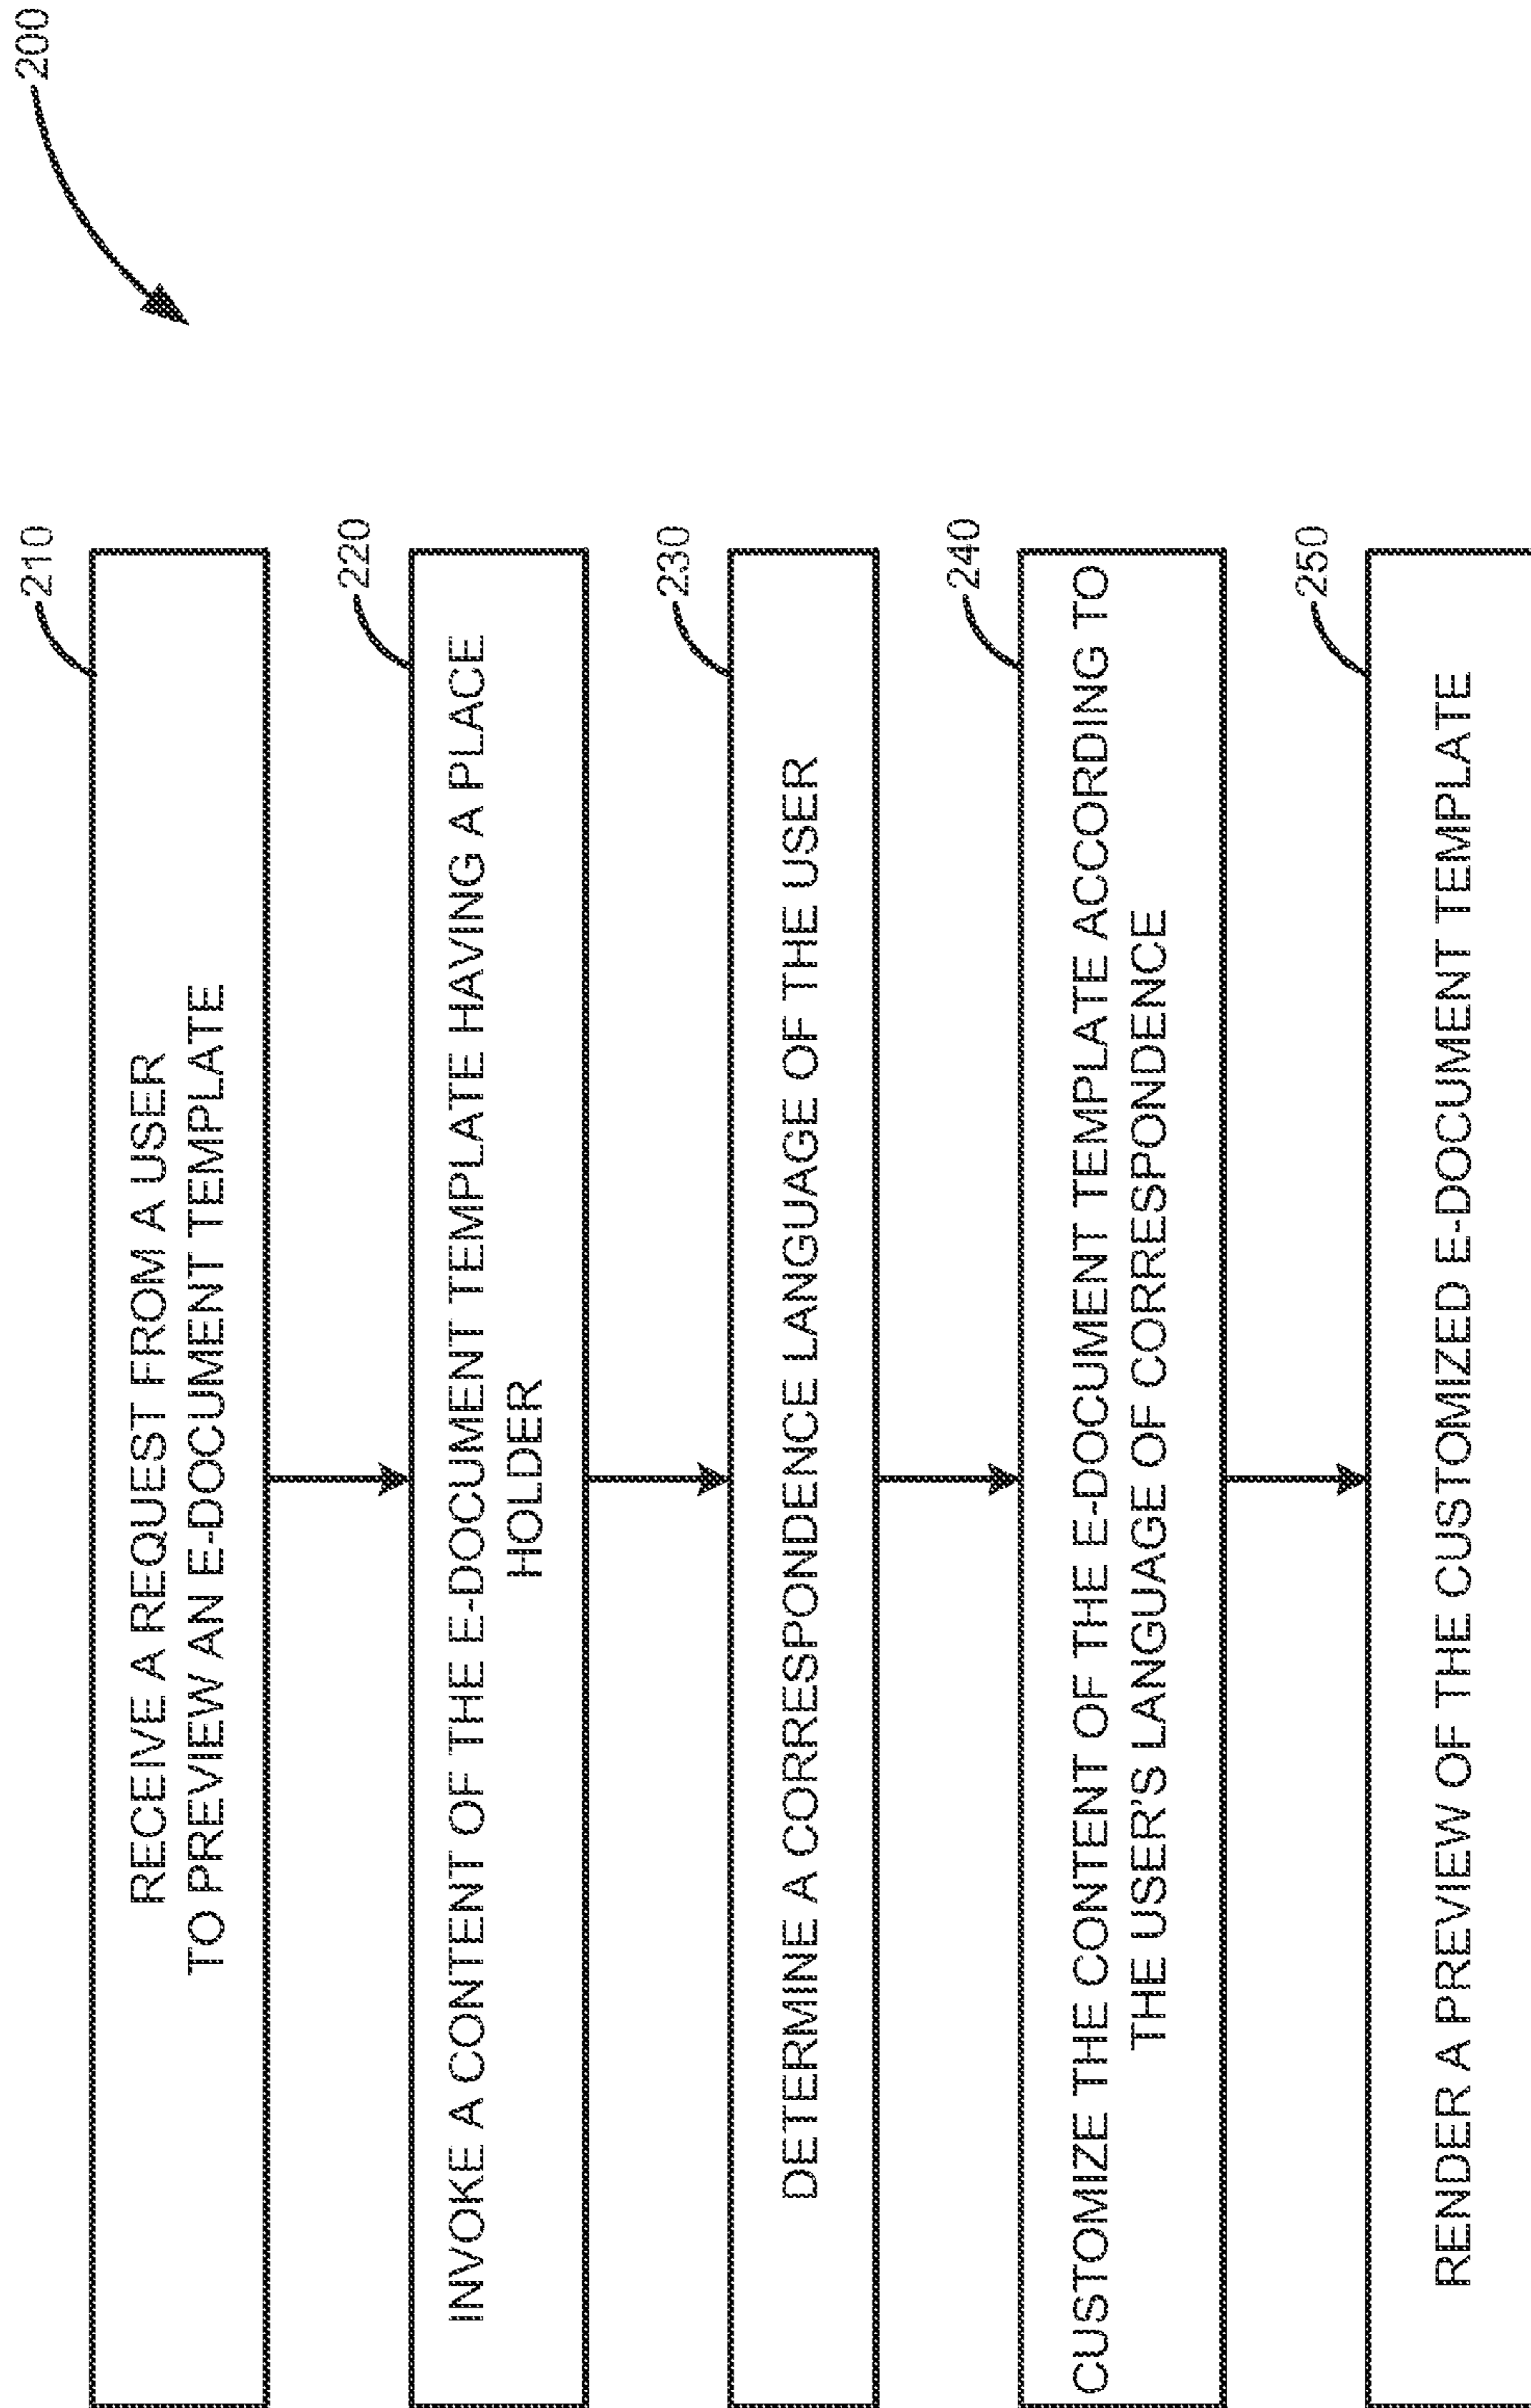 200
210
RECEIVE A REQUEST FROM A USER
TO PREVIEW AN E-DOCUMENT TEMPLATE
220
INVOKE A CONTENT OF THE E-DOCUMENT TEMPLATE HAVING A PLACE
HOLDER
230
DETERMINE A CORRESPONDENCE LANGUAGE OF THE USER
240
CUSTOMIZE THE CONTENT OF THE E-DOCUMENT TEMPLATE ACCORDING TO
THE USER'S LANGUAGE OF CORRESPONDENCE
250
RENDER A PREVIEW OF THE CUSTOMIZED E-DOCUMENT TEMPLATE